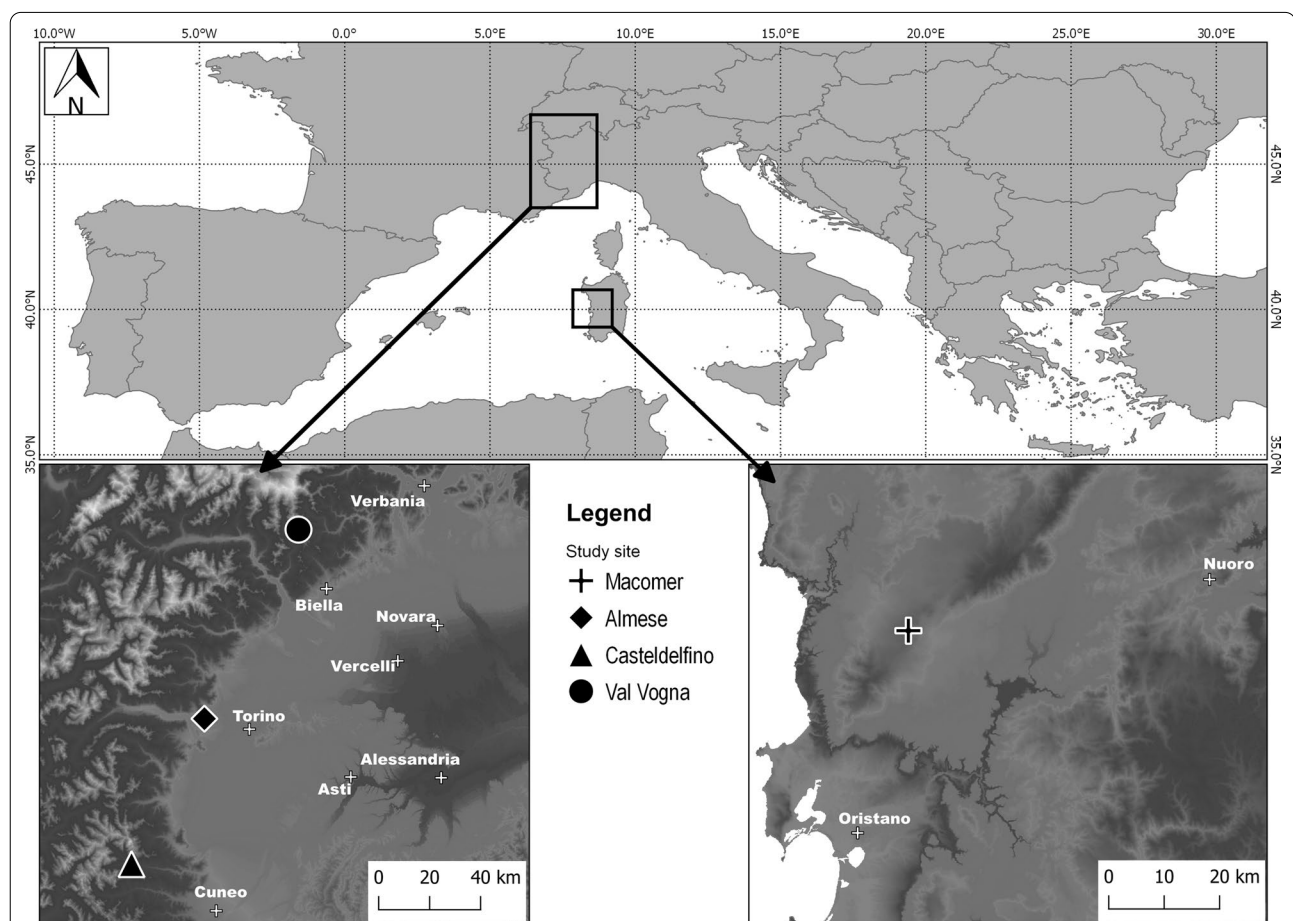 10.0°W 5.0°W 0.0° 5.0°E 10.0°E 15.0°E 20.0°E 25.0°E 30.0°E
N
45.0°N 45.0°N
40.0°N 40.0°N
35.0°N 35.0°N
Verbania
Biella
Novara
Vercelli
Torino
Alessandria
Asti
Cuneo
0 20 40 km
Legend
Study site
Macomer
Almese
Casteldelfino
Val Vogna
Nuoro
Oristano
0 10 20 km